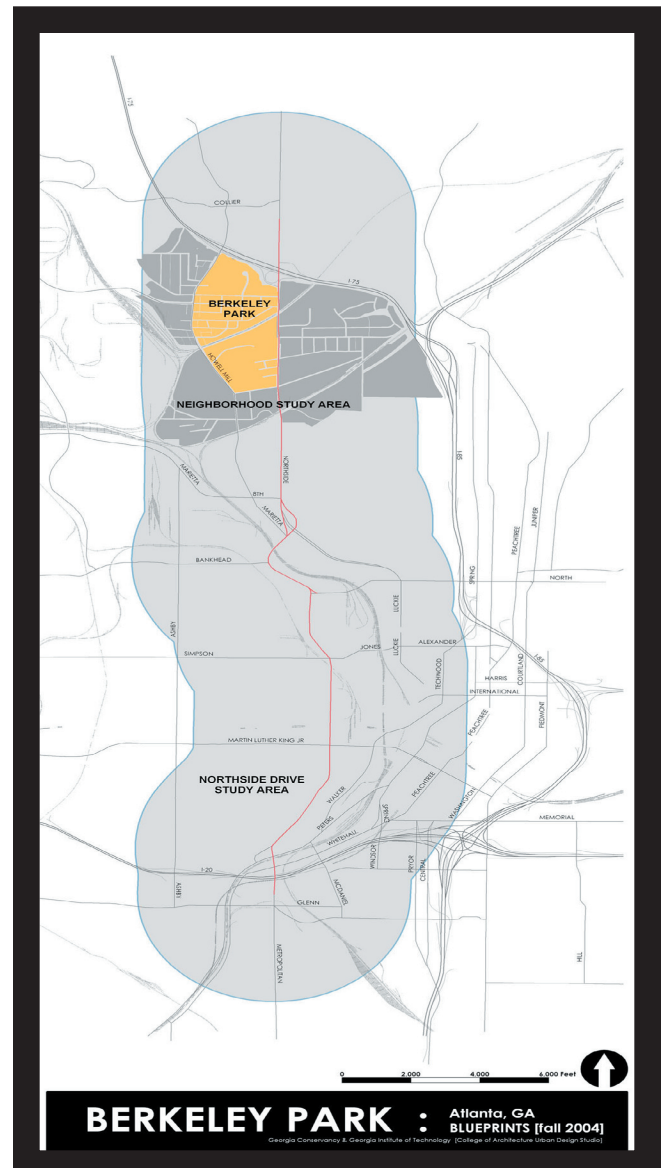 I-75
COLLIER
I-75
BERKELEY
PARK
HOWELL MILL
NEIGHBORHOOD STUDY AREA
I-85
NORTHSIDE
MARIETTA
8TH
MARIETTA
JUNIPER
PEACHTREE
BANKHEAD
SPRING
NORTH
LUCKIE
ASHBY
JONES
LUCKIE
ALEXANDER
SIMPSON
I-85
COURTLAND
TECHWOOD
HARRIS
INTERNATIONAL
PIEDMONT
PEACHTREE
MARTIN LUTHER KING JR
NORTHSIDE DRIVE
STUDY AREA
WALKER
PEACHTREE
WASHINGTON
PETERS
SPRING
MEMORIAL
WHITEHALL
WINDSOR
I-20
PRYOR
CENTRAL
ASHBY
MCDANIEL
GLENN
METROPOLITAN
HILL
0 2,000 4,000 6,000 Feet
BERKELEY PARK :
Atlanta, GA
BLUEPRINTS [fall 2004]
Georgia Conservancy & Georgia Institute of Technology [College of Architecture Urban Design Studio]